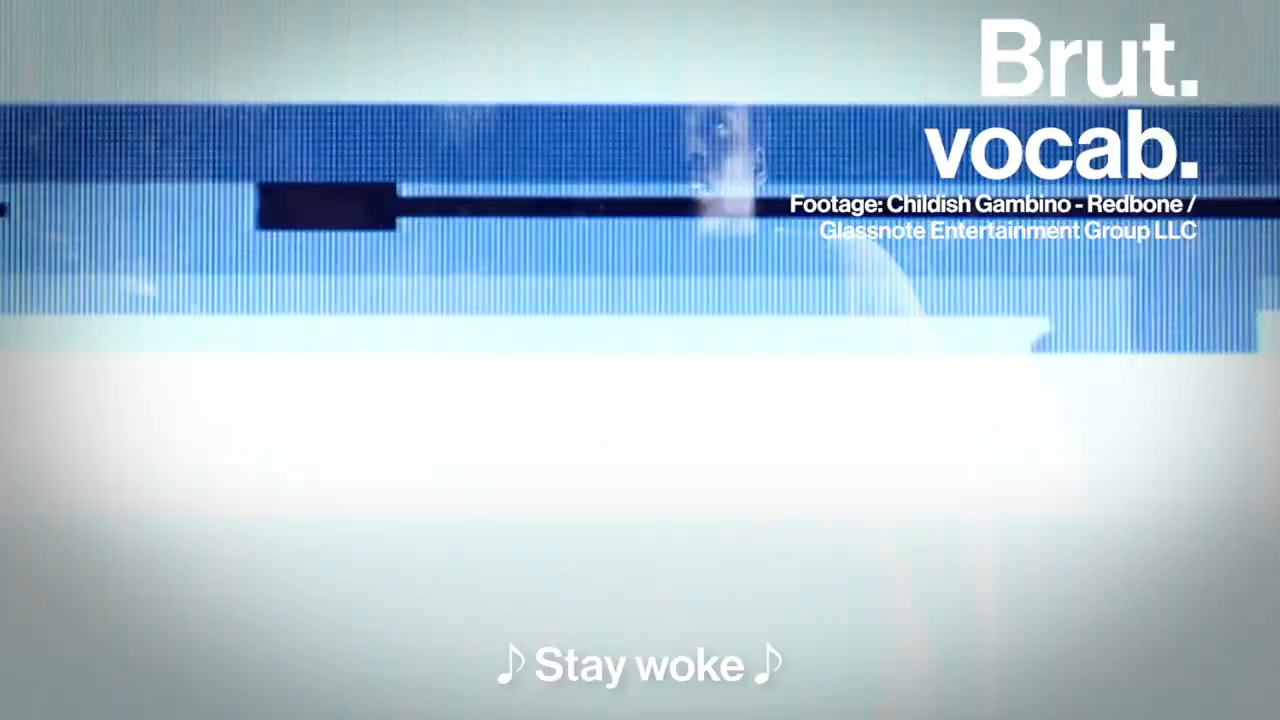 Brut.
vocab.
Footage: Childish Gambino - Redbone /
Glassnote Entertainment Group LLC
♪ Stay woke ♪